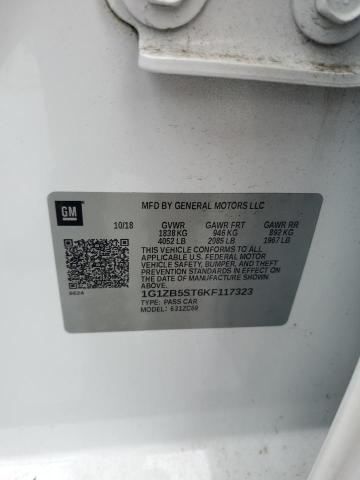 GM
MFD BY GENERAL MOTORS LLC
10/18 GVWR GAWR FRT GAWR RR
1838 KG 946 KG 892 KG
4052 LB 2085 LB 1967 LB
THIS VEHICLE CONFORMS TO ALL
APPLICABLE U.S. FEDERAL MOTOR
VEHICLE SAFETY, BUMPER, AND THEFT
PREVENTION STANDARDS IN EFFECT ON THE
DATE OF MANUFACTURE SHOWN ABOVE.
1G1ZB5ST6KF117323
TYPE: PASS CAR
MODEL: